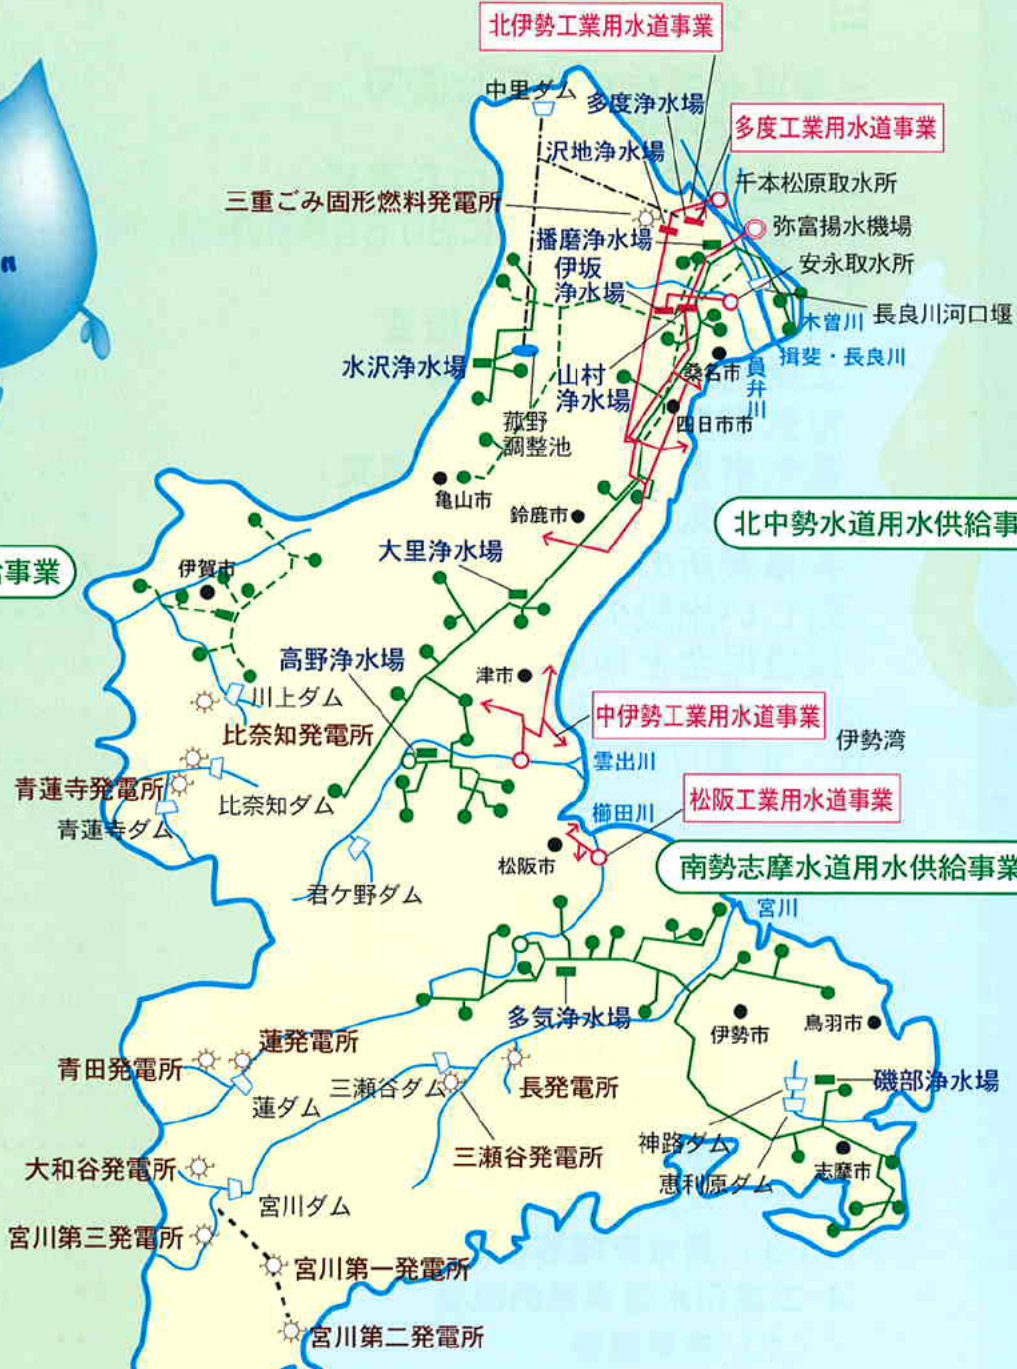 北伊勢工業用水道事業
中里ダム
多度浄水場
多度工業用水道事業
沢地浄水場
千本松原取水所
三重ごみ固形燃料発電所
弥富揚水機場
播磨浄水場
伊坂
浄水場
安永取水所
長良川河口堰
木曽川
揖斐・長良川
員弁川
水沢浄水場
山村
浄水場
桑名市
四日市市
菰野
調整池
亀山市
鈴鹿市
北中勢水道用水供給事
大里浄水場
給事業
伊賀市
高野浄水場
津市
川上ダム
比奈知発電所
中伊勢工業用水道事業
伊勢湾
雲出川
青蓮寺発電所
比奈知ダム
松阪工業用水道事業
櫛田川
青蓮寺ダム
松阪市
南勢志摩水道用水供給事業
君ケ野ダム
宮川
多気浄水場
伊勢市
鳥羽市
蓮発電所
青田発電所
三瀬谷ダム
長発電所
磯部浄水場
蓮ダム
神路ダム
三瀬谷発電所
志摩市
恵利原ダム
大和谷発電所
宮川ダム
宮川第三発電所
宮川第一発電所
宮川第二発電所